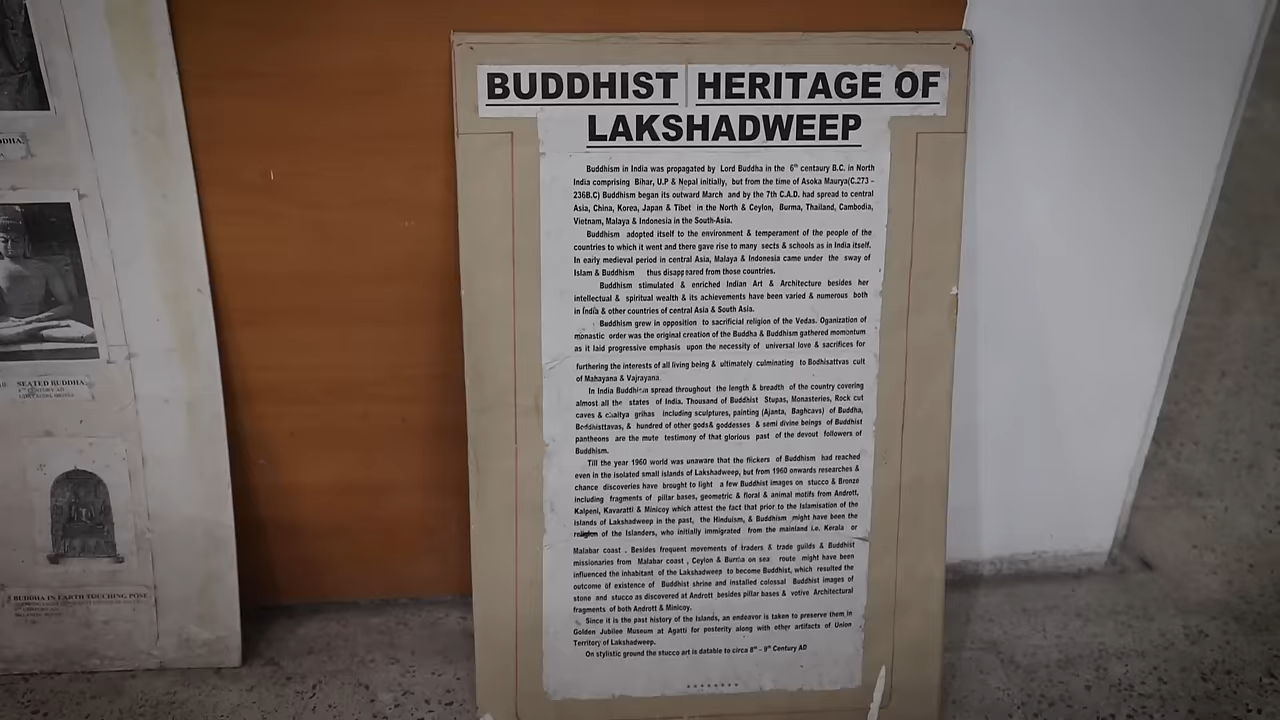 BUDDHIST HERITAGE OF
LAKSHADWEEP
Buddhism in India was propagated by Lord Buddha in the 6th centaury B.C. in North
India comprising Bihar, U.P & Nepal initially, but from the time of Asoka Maurya(C.273 –
236B.C) Buddhism began its outward March and by the 7th C.A.D. had spread to central
Asia, China, Korea, Japan & Tibet in the North & Ceylon, Burma, Thailand, Cambodia,
Vietnam, Malaya & Indonesia in the South-Asia.
Buddhism adopted itself to the environment & temperament of the people of the
countries to which it went and there gave rise to many sects & schools as in India itself.
In early medieval period in central Asia, Malaya & Indonesia came under the sway of
Islam & Buddhism thus disappeared from those countries.
Buddhism stimulated & enriched Indian Art & Architecture besides her
intellectual & spiritual wealth & its achievements have been varied & numerous both
in India & other countries of central Asia & South Asia.
Beddhism grew in opposition to sacrificial religion of the Vedas. Oganization of
monastic order was the original creation of the Buddha & Buddhism gathered momontum
as it laid progressive emphasis upon the necessity of universal love & sacrifices for
furthering the interests of all living being & ultimately culminating to Bodhisattvas cult
of Mahayana & Vajrayana.
In India Buddhism spread throughout the length & breadth of the country covering
almost all the states of India. Thousand of Buddhist Stupas, Monasteries, Rock cut
caves & chaitya grihas including sculptures, painting (Ajanta, Baghcavs) of Buddha,
Beddhisttavas, & hundred of other gods& goddesses & semi divine beings of Buddhist
pantheons are the mute testimony of that glorious past of the devout followers of
Buddhism.
Till the year 1960 world was unaware that the flickers of Buddhism had reached
even in the isolated small islands of Lakshadweep, but from 1960 onwards researches &
chance discoveries have brought to light a few Buddhist images on stucco & Bronze
including fragments of pillar bases, geometric & floral & animal motifs from Andrott,
Kalpeni, Kavaratti & Minicoy which attest the fact that prior to the Islamisation of the
islands of Lakshadweep in the past, the Hinduism, & Buddhism might have been the
religion of the Islanders, who initially immigrated from the mainland i.e. Kerala or
Malabar coast . Besides frequent movements of traders & trade guilds & Buddhist
missionaries from Malabar coast , Ceylon & Burma on sea route might have been
influenced the inhabitant of the Lakshadweep to become Buddhist, which resulted the
outcome of existence of Buddhist shrine and installed colossal Buddhist images of
stone and stucco as discovered at Andrott besides pillar bases & votive Architectural
fragments of both Andrott & Minicoy.
Since it is the past history of the Islands, an endeavor is taken to preserve them in
Golden Jubilee Museum at Agatti for posterity along with other artifacts of Union
Territory of Lakshadweep.
On stylistic ground the stucco art is datable to circa 8th – 9th Century AD
********
SEATED BUDDHA
BUDDHA IN EARTH TOUCHING POSE